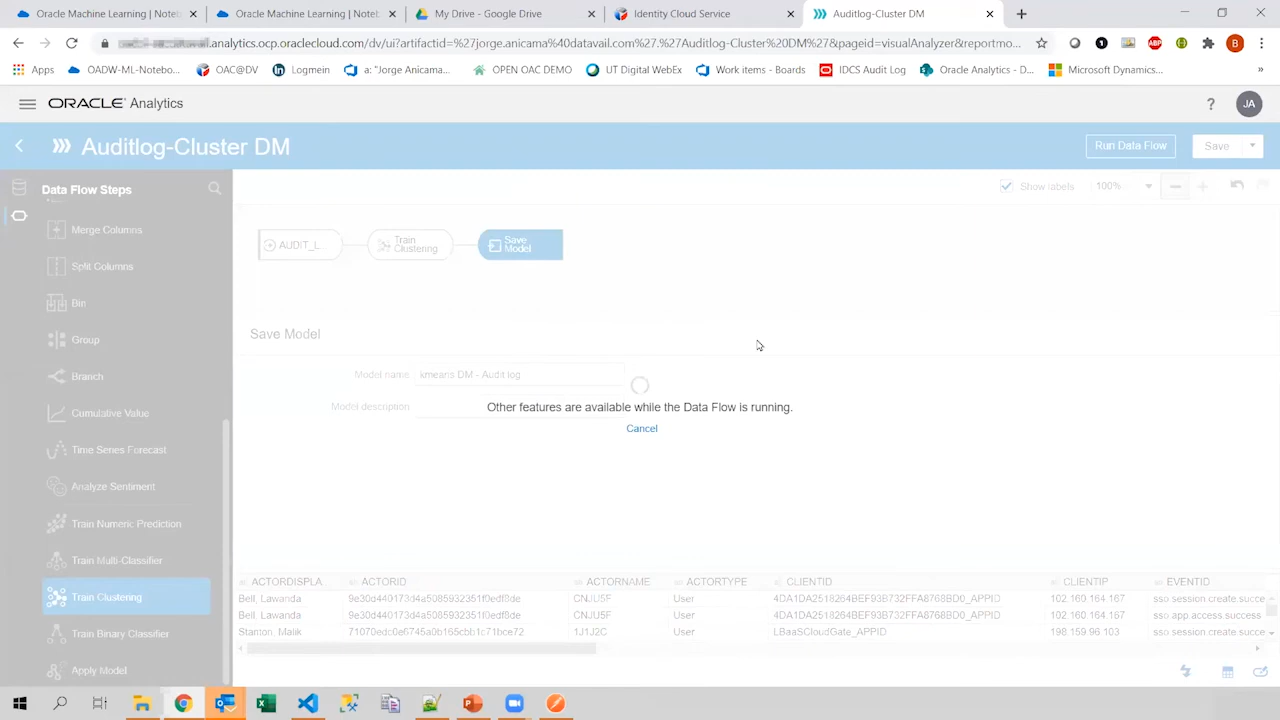 Oracle Machine Learning | Noteb
Oracle Machine Learning | Noteb
My Drive - Google Drive
Identity Cloud Service
Auditlog-Cluster DM
.analytics.ocp.oraclecloud.com/dv/ui?artifactid=%27jorge.anicama%40datavail.com%27.%27Auditlog-Cluster%20DM%27&pageid=visualAnalyzer&reportmo...
ABP
B
Apps
OADW-ML-Notebo...
OAC@DV
Logmein
a: "Jorge Anicama...
OPEN OAC DEMO
UT Digital WebEx
Work items - Boards
IDCS Audit Log
Oracle Analytics - D...
Microsoft Dynamics...
»
ORACLE Analytics
?
JA
Auditlog-Cluster DM
Run Data Flow
Save
Data Flow Steps
Show labels
100%
Merge Columns
Split Columns
Bin
Group
Branch
Cumulative Value
Time Series Forecast
Analyze Sentiment
Train Numeric Prediction
Train Multi-Classifier
Train Clustering
Train Binary Classifier
Apply Model
AUDIT_L...
Train
Clustering
Save
Model
Save Model
Model name
kmeans DM - Audit log
Model description
Other features are available while the Data Flow is running.
Cancel
ACTORDISPLA ACTORID ACTORNAME ACTORTYPE CLIENTID CLIENTIP EVENTID
Bell, Lawanda 9e30d440173d4a5085932351f0edf8de CNJU5F User 4DA1DA2518264BEF93B732FFA8768BD0_APPID 102.160.164.167 sso.session.create.succe
Bell, Lawanda 9e30d440173d4a5085932351f0edf8de CNJU5F User 4DA1DA2518264BEF93B732FFA8768BD0_APPID 102.160.164.167 sso.app.access.success
Stanton, Malik 71070edc6e6745a0b165cbb1c71bce72 1J1J2C User LBaaSCloudGate_APPID 198.159.96.103 sso.session.create.succe